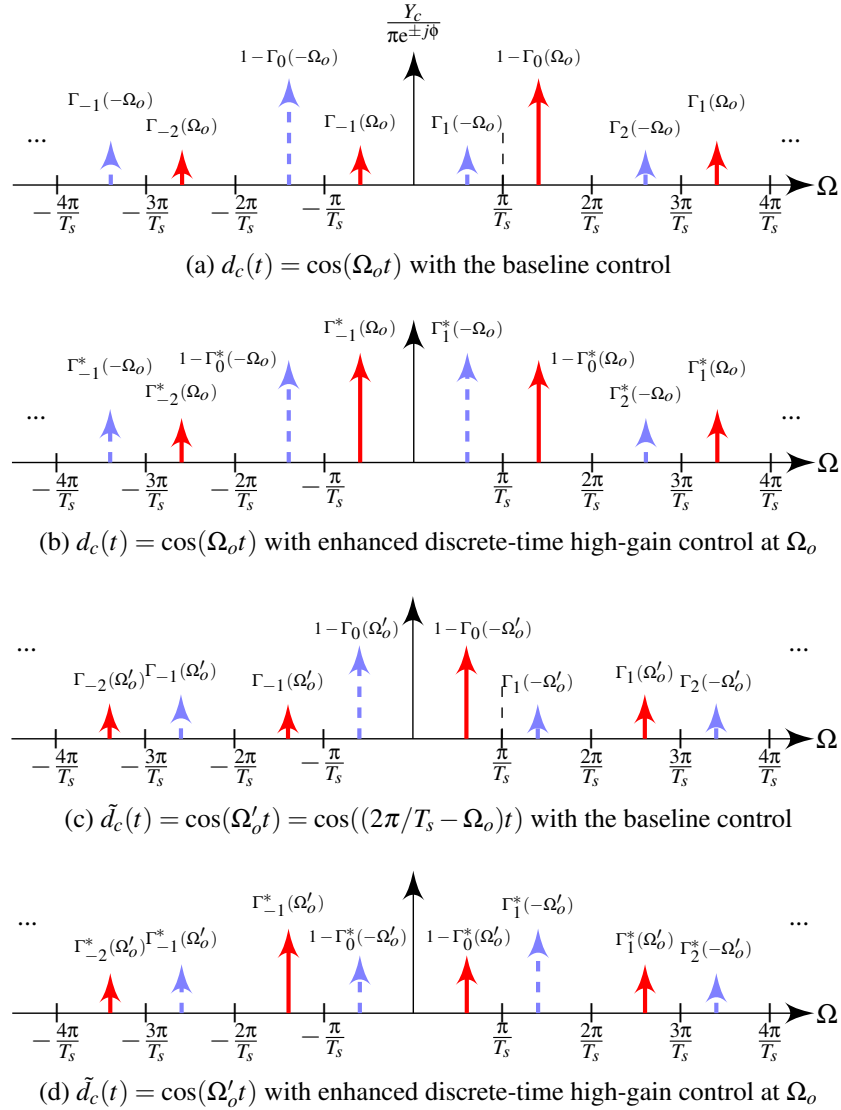 Y_c / πe^{±jϕ}
1−Γ_0(−Ω_o) 1−Γ_0(Ω_o)
Γ_{−1}(−Ω_o) Γ_{−2}(Ω_o) Γ_{−1}(Ω_o) Γ_1(−Ω_o) Γ_2(−Ω_o) Γ_1(Ω_o)
... ...
−4π/T_s −3π/T_s −2π/T_s −π/T_s π/T_s 2π/T_s 3π/T_s 4π/T_s Ω
(a) d_c(t) = cos(Ω_o t) with the baseline control
Γ*_{−1}(Ω_o) Γ*_1(−Ω_o)
Γ*_{−1}(−Ω_o) 1−Γ*_0(−Ω_o) 1−Γ*_0(Ω_o) Γ*_1(Ω_o)
Γ*_{−2}(Ω_o) Γ*_2(−Ω_o)
... ...
−4π/T_s −3π/T_s −2π/T_s −π/T_s π/T_s 2π/T_s 3π/T_s 4π/T_s Ω
(b) d_c(t) = cos(Ω_o t) with enhanced discrete-time high-gain control at Ω_o
1−Γ_0(Ω′_o) 1−Γ_0(−Ω′_o)
... ...
Γ_{−2}(Ω′_o) Γ_{−1}(Ω′_o) Γ_{−1}(Ω′_o) Γ_1(−Ω′_o) Γ_1(Ω′_o) Γ_2(−Ω′_o)
−4π/T_s −3π/T_s −2π/T_s −π/T_s π/T_s 2π/T_s 3π/T_s 4π/T_s Ω
(c) d̃_c(t) = cos(Ω′_o t) = cos((2π/T_s − Ω_o)t) with the baseline control
Γ*_{−1}(Ω′_o) Γ*_1(−Ω′_o)
... ...
Γ*_{−2}(Ω′_o) Γ*_{−1}(Ω′_o) 1−Γ*_0(−Ω′_o) 1−Γ*_0(Ω′_o) Γ*_1(Ω′_o) Γ*_2(−Ω′_o)
−4π/T_s −3π/T_s −2π/T_s −π/T_s π/T_s 2π/T_s 3π/T_s 4π/T_s Ω
(d) d̃_c(t) = cos(Ω′_o t) with enhanced discrete-time high-gain control at Ω_o